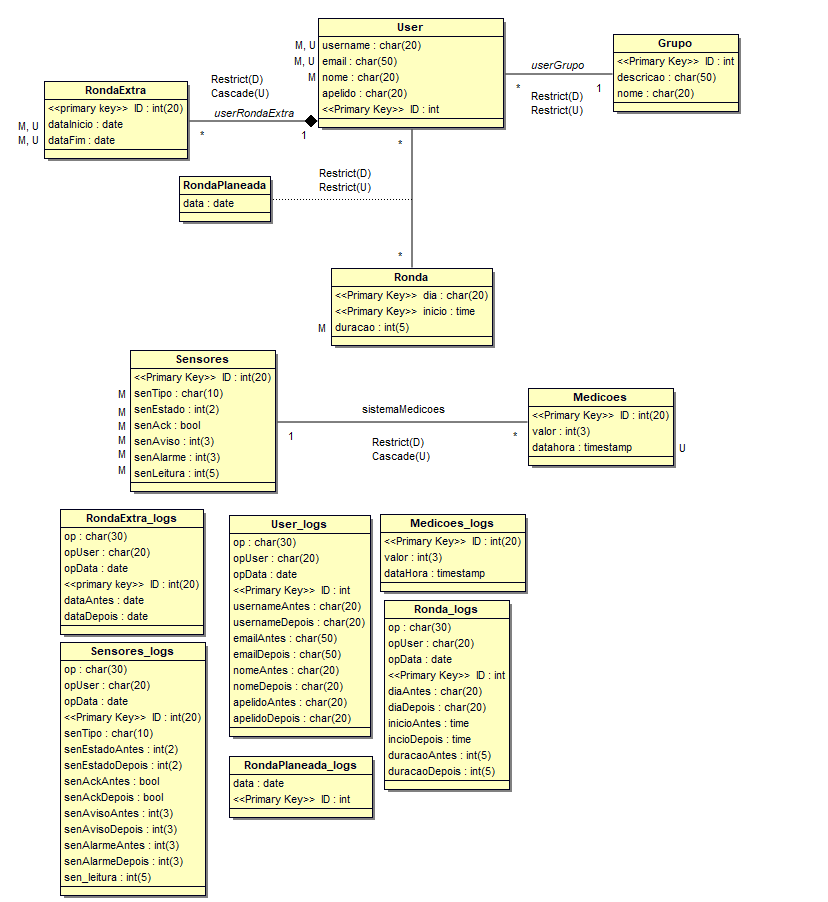 User
M, U username : char(20)
M, U email : char(50)
M nome : char(20)
apelido : char(20)
<<Primary Key>> ID : int
userGrupo
*
1
Restrict(D)
Restrict(U)
Grupo
<<Primary Key>> ID : int
descricao : char(50)
nome : char(20)
RondaExtra
<<primary key>> ID : int(20)
M, U dataInicio : date
M, U dataFim : date
Restrict(D)
Cascade(U)
userRondaExtra
*
1
*
RondaPlaneada
data : date
Restrict(D)
Restrict(U)
*
Ronda
<<Primary Key>> dia : char(20)
<<Primary Key>> inicio : time
M duracao : int(5)
Sensores
<<Primary Key>> ID : int(20)
M senTipo : char(10)
M senEstado : int(2)
M senAck : bool
M senAviso : int(3)
M senAlarme : int(3)
M senLeitura : int(5)
sistemaMedicoes
1
*
Restrict(D)
Cascade(U)
Medicoes
<<Primary Key>> ID : int(20)
valor : int(3)
datahora : timestamp U
RondaExtra_logs
op : char(30)
opUser : char(20)
opData : date
<<primary key>> ID : int(20)
dataAntes : date
dataDepois : date
User_logs
op : char(30)
opUser : char(20)
opData : date
<<Primary Key>> ID : int
usernameAntes : char(20)
usernameDepois : char(20)
emailAntes : char(50)
emailDepois : char(50)
nomeAntes : char(20)
nomeDepois : char(20)
apelidoAntes : char(20)
apelidoDepois : char(20)
Medicoes_logs
<<Primary Key>> ID : int(20)
valor : int(3)
dataHora : timestamp
Ronda_logs
op : char(30)
opUser : char(20)
opData : date
<<Primary Key>> ID : int
diaAntes : char(20)
diaDepois : char(20)
inicioAntes : time
incioDepois : time
duracaoAntes : int(5)
duracaoDepois : int(5)
Sensores_logs
op : char(30)
opUser : char(20)
opData : date
<<Primary Key>> ID : int(20)
senTipo : char(10)
senEstadoAntes : int(2)
senEstadoDepois : int(2)
senAckAntes : bool
senAckDepois : bool
senAvisoAntes : int(3)
senAvisoDepois : int(3)
senAlarmeAntes : int(3)
senAlarmeDepois : int(3)
sen_leitura : int(5)
RondaPlaneada_logs
data : date
<<Primary Key>> ID : int